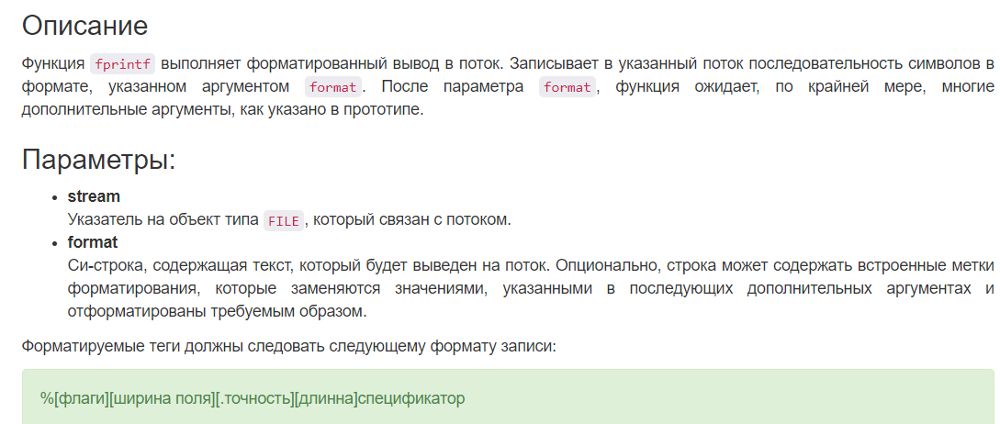 Описание
Функция fprintf выполняет форматированный вывод в поток. Записывает в указанный поток последовательность символов в
формате, указанном аргументом format. После параметра format, функция ожидает, по крайней мере, многие
дополнительные аргументы, как указано в прототипе.
Параметры:
• stream
Указатель на объект типа FILE, который связан с потоком.
• format
Си-строка, содержащая текст, который будет выведен на поток. Опционально, строка может содержать встроенные метки
форматирования, которые заменяются значениями, указанными в последующих дополнительных аргументах и
отформатированы требуемым образом.
Форматируемые теги должны следовать следующему формату записи:
%[флаги][ширина поля][.точность][длинна]спецификатор